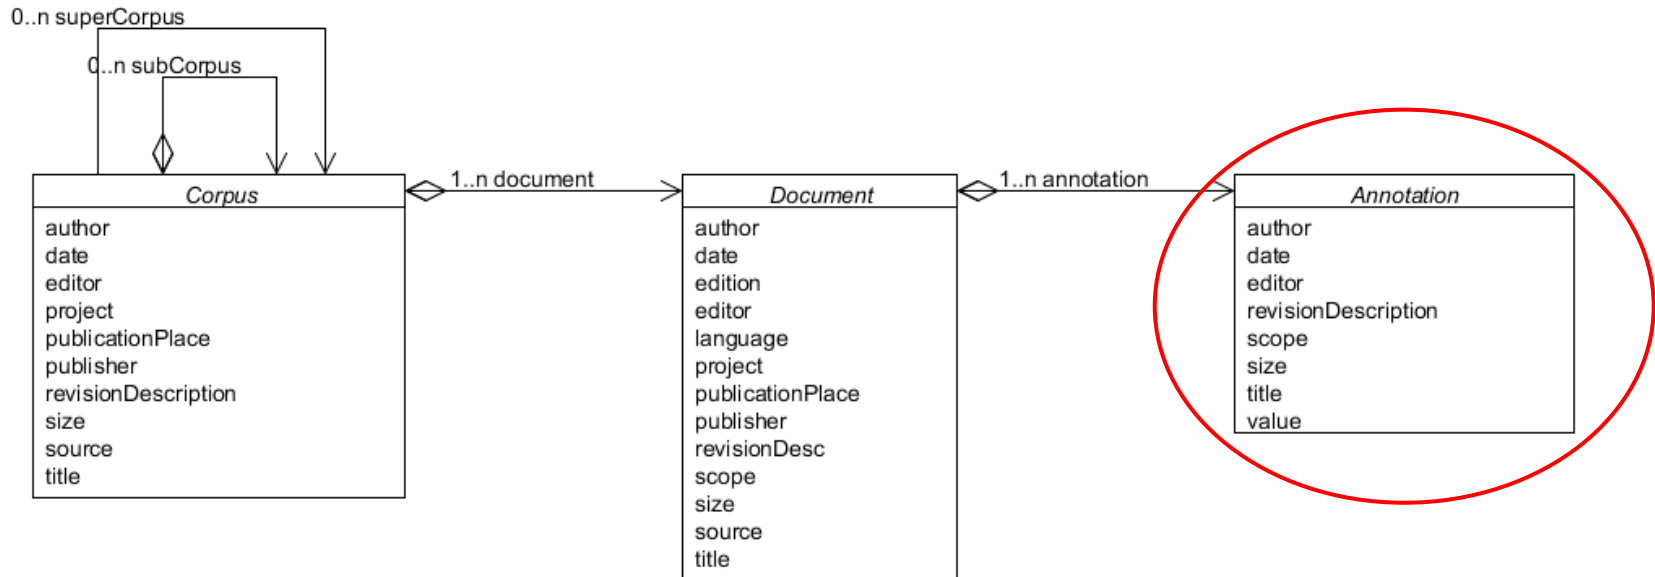 0..n superCorpus
0..n subCorpus
1..n document
1..n annotation
Corpus
author
date
editor
project
publicationPlace
publisher
revisionDescription
size
source
title
Document
author
date
edition
editor
language
project
publicationPlace
publisher
revisionDesc
scope
size
source
title
Annotation
author
date
editor
revisionDescription
scope
size
title
value